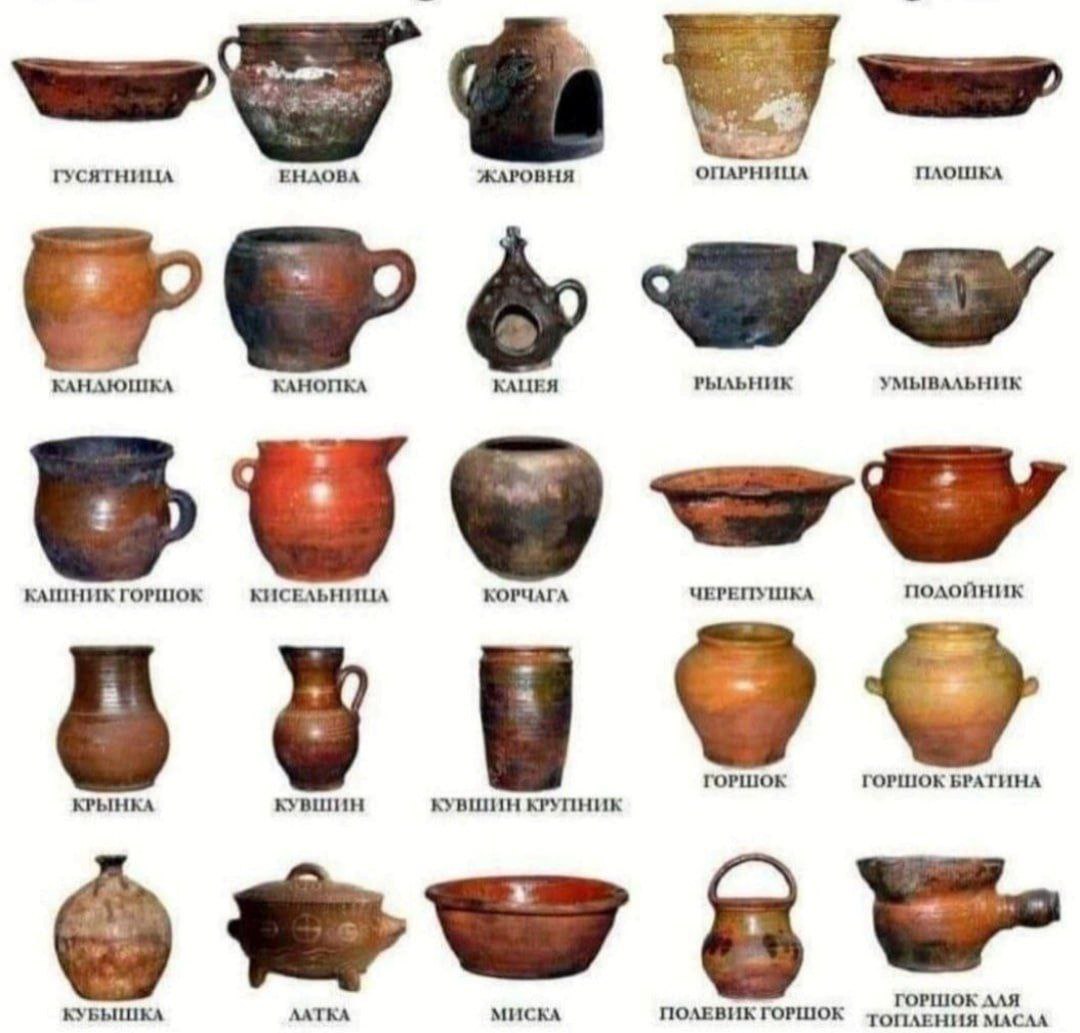 ГУСЯТНИЦА
ЕНДОВА
ЖАРОВНЯ
ОПАРНИЦА
ПЛОШКА
КАНДЮШКА
КАНОПКА
КАЦЕЯ
РЫЛЬНИК
УМЫВАЛЬНИК
КАШНИК ГОРШОК
КИСЕЛЬНИЦА
КОРЧАГА
ЧЕРЕПУШКА
ПОДОЙНИК
КРЫНКА
КУВШИН
КУВШИН КРУПНИК
ГОРШОК
ГОРШОК БРАТИНА
КУБЫШКА
ЛАТКА
МИСКА
ПОЛЕВИК ГОРШОК
ГОРШОК ДЛЯ
ТОПЛЕНИЯ МАСЛА